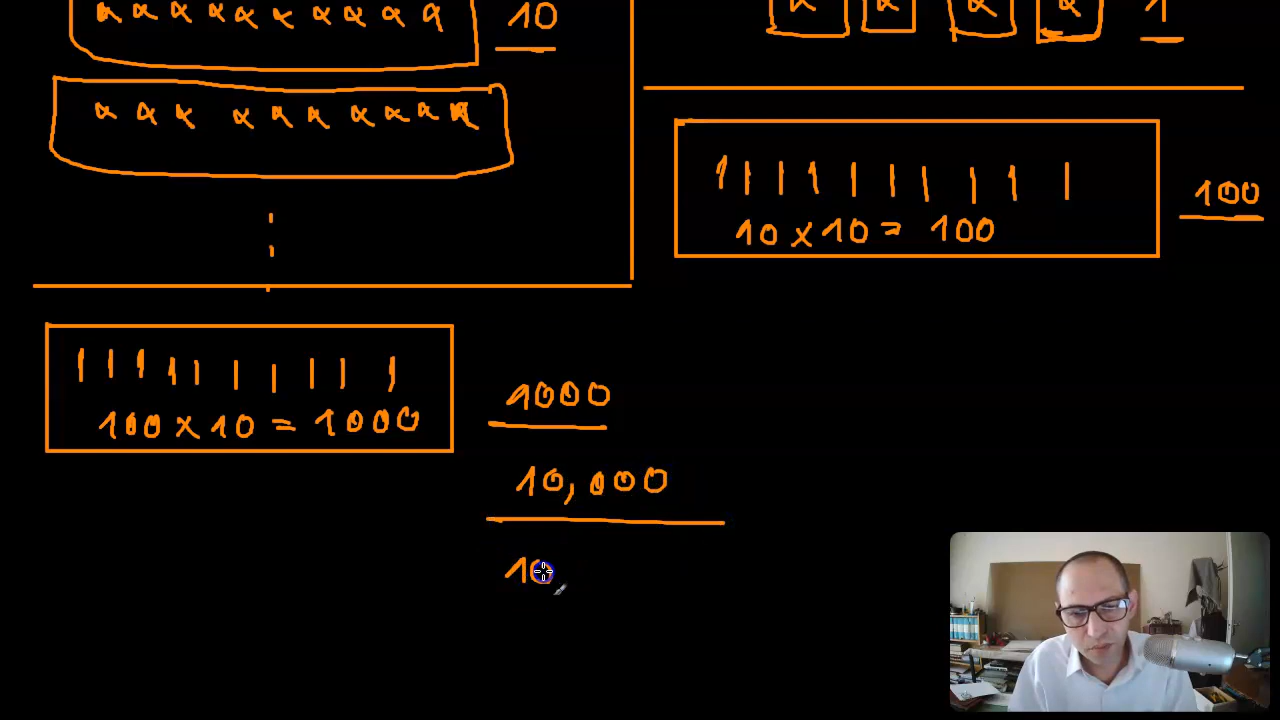 α α α α α α α α α α 10
α α α α α α α α α α
α α α α 1
| | | | | | | | | |
10 x 10 = 100
100
| | | | | | | | | |
100 x 10 = 1000
1000
10,000
10